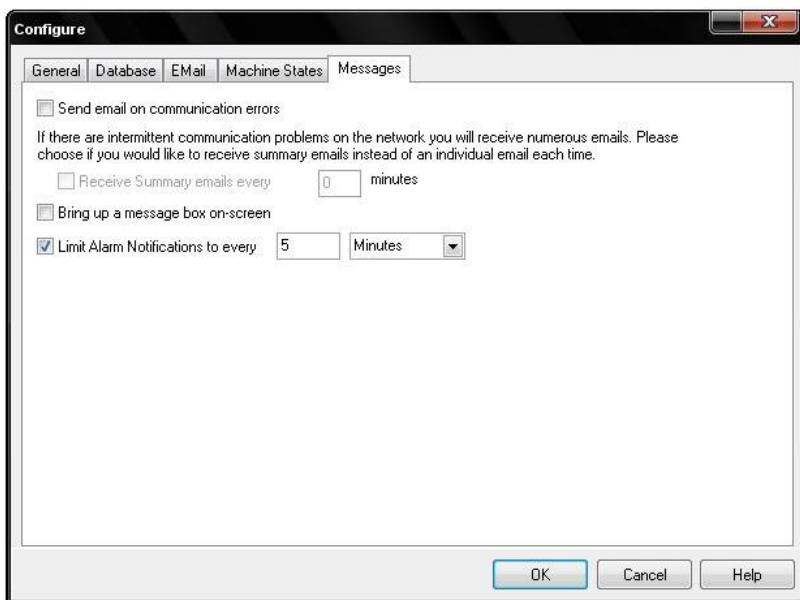 Configure
General Database EMail Machine States Messages
Send email on communication errors
If there are intermittent communication problems on the network you will receive numerous emails. Please
choose if you would like to receive summary emails instead of an individual email each time.
Receive Summary emails every 0 minutes
Bring up a message box on-screen
Limit Alarm Notifications to every 5 Minutes
OK Cancel Help